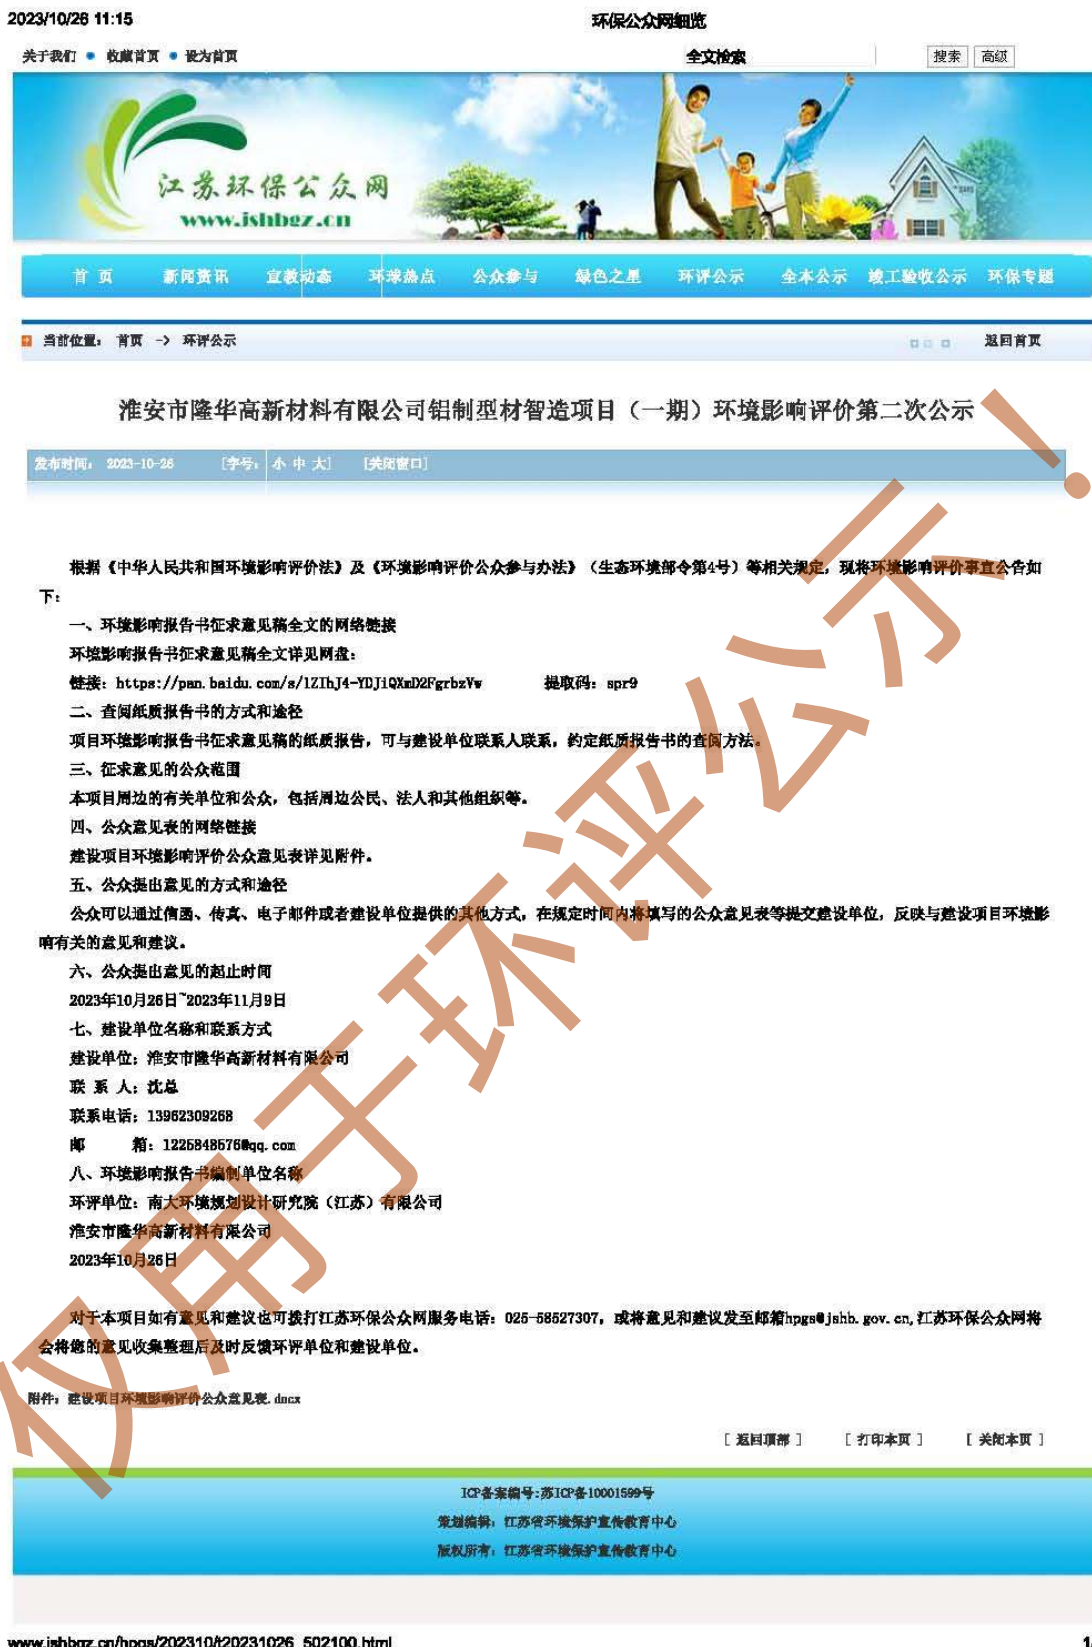 2023/10/26 11:15
环保公众网细览
关于我们 • 收藏首页 • 设为首页
全文检索
搜索 高级
江苏环保公众网
www.jshbgz.cn
首页 新闻资讯 宣教动态 环球热点 公众参与 绿色之星 环评公示 全本公示 竣工验收公示 环保专题
当前位置: 首页 -> 环评公示
返回首页
淮安市隆华高新材料有限公司铝制型材智造项目（一期）环境影响评价第二次公示
发布时间: 2023-10-26 [字号: 小 中 大] [关闭窗口]
根据《中华人民共和国环境影响评价法》及《环境影响评价公众参与办法》（生态环境部令第4号）等相关规定，现将环境影响评价事宜公告如
下：
一、环境影响报告书征求意见稿全文的网络链接
环境影响报告书征求意见稿全文详见网盘：
链接：https://pan.baidu.com/s/1ZIhJ4-YDJiQXmD2FgrbzVw 提取码：spr9
二、查阅纸质报告书的方式和途径
项目环境影响报告书征求意见稿的纸质报告，可与建设单位联系人联系，约定纸质报告书的查阅方法。
三、征求意见的公众范围
本项目周边的有关单位和公众，包括周边公民、法人和其他组织等。
四、公众意见表的网络链接
建设项目环境影响评价公众意见表详见附件。
五、公众提出意见的方式和途径
公众可以通过信函、传真、电子邮件或者建设单位提供的其他方式，在规定时间内将填写的公众意见表等提交建设单位，反映与建设项目环境影
响有关的意见和建议。
六、公众提出意见的起止时间
2023年10月26日~2023年11月9日
七、建设单位名称和联系方式
建设单位：淮安市隆华高新材料有限公司
联 系 人：沈总
联系电话：13962309268
邮 箱：1225848576@qq.com
八、环境影响报告书编制单位名称
环评单位：南大环境规划设计研究院（江苏）有限公司
淮安市隆华高新材料有限公司
2023年10月26日
对于本项目如有意见和建议也可拨打江苏环保公众网服务电话：025-58527307，或将意见和建议发至邮箱hpgs@jshb.gov.cn,江苏环保公众网将
会将您的意见收集整理后及时反馈环评单位和建设单位。
附件：建设项目环境影响评价公众意见表.docx
[ 返回顶部 ] [ 打印本页 ] [ 关闭本页 ]
ICP备案编号:苏ICP备10001599号
策划编辑：江苏省环境保护宣传教育中心
版权所有：江苏省环境保护宣传教育中心
www.jshbgz.cn/hpgs/202310/t20231026_502100.html
1
仅用于环评公示！